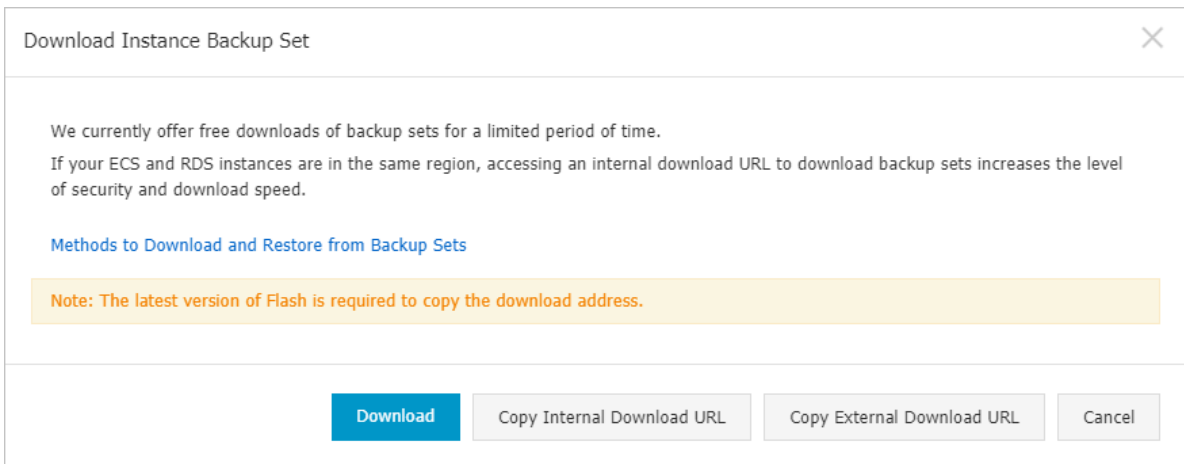 Download Instance Backup Set
We currently offer free downloads of backup sets for a limited period of time.
If your ECS and RDS instances are in the same region, accessing an internal download URL to download backup sets increases the level
of security and download speed.
Methods to Download and Restore from Backup Sets
Note: The latest version of Flash is required to copy the download address.
Download
Copy Internal Download URL
Copy External Download URL
Cancel